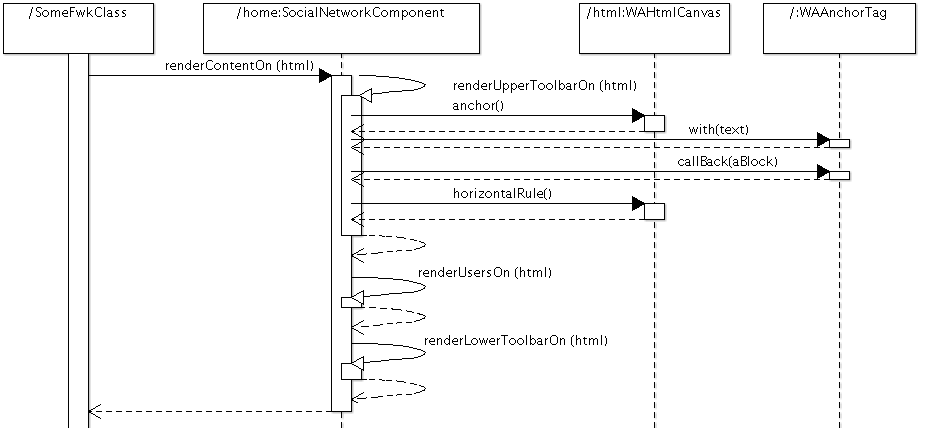 /SomeFwkClass
/home:SocialNetworkComponent
/html:WAHtmlCanvas
/:WAAnchorTag
renderContentOn (html)
renderUpperToolbarOn (html)
anchor()
with(text)
callBack(aBlock)
horizontalRule()
renderUsersOn (html)
renderLowerToolbarOn (html)